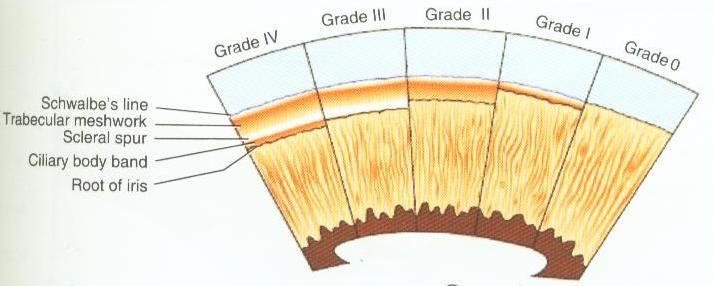 Grade IV
Grade III
Grade II
Grade I
Grade 0
Schwalbe's line
Trabecular meshwork
Scleral spur
Ciliary body band
Root of iris